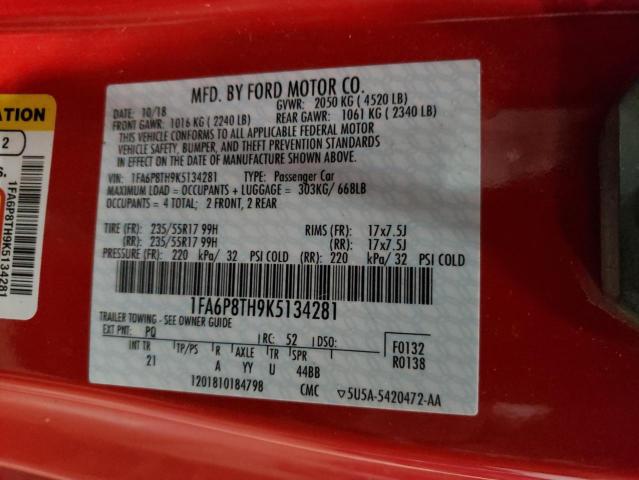 MFD. BY FORD MOTOR CO.
DATE: 10/18 GVWR: 2050 KG ( 4520 LB)
FRONT GAWR: 1016 KG ( 2240 LB) REAR GAWR: 1061 KG ( 2340 LB)
THIS VEHICLE CONFORMS TO ALL APPLICABLE FEDERAL MOTOR
VEHICLE SAFETY, BUMPER, AND THEFT PREVENTION STANDARDS
IN EFFECT ON THE DATE OF MANUFACTURE SHOWN ABOVE.
VIN: 1FA6P8TH9K5134281 TYPE: Passenger Car
MAXIMUM LOAD = OCCUPANTS + LUGGAGE = 303KG/ 668LB
OCCUPANTS = 4 TOTAL; 2 FRONT, 2 REAR
TIRE (FR): 235/55R17 99H RIMS (FR): 17x7.5J
(RR): 235/55R17 99H (RR): 17x7.5J
PRESSURE (FR): 220 kPa/ 32 PSI COLD (RR): 220 kPa/ 32 PSI COLD
1FA6P8TH9K5134281
TRAILER TOWING - SEE OWNER GUIDE
EXT PNT: PQ RC: 52 DSO: F0132
INT TR TP/PS R AXLE TR SPR R0138
21 A YY U 44BB
1201810184798 CMC ▽5U5A-5420472-AA
ATION
2
S.
1FA6P8TH9K5134281